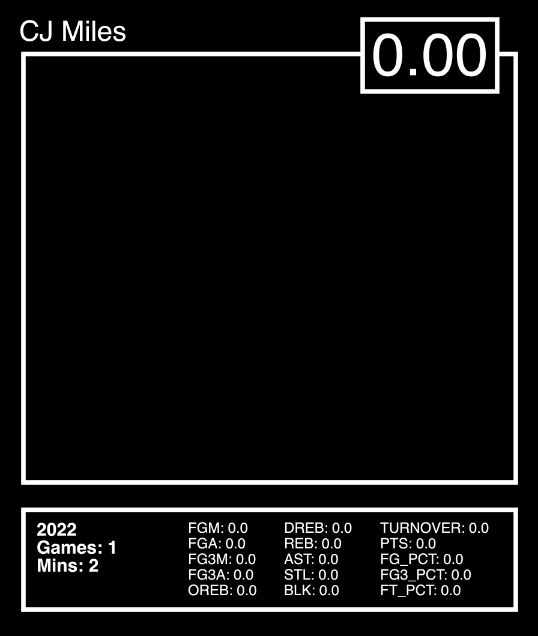 CJ Miles
0.00
2022
Games: 1
Mins: 2
FGM: 0.0
FGA: 0.0
FG3M: 0.0
FG3A: 0.0
OREB: 0.0
DREB: 0.0
REB: 0.0
AST: 0.0
STL: 0.0
BLK: 0.0
TURNOVER: 0.0
PTS: 0.0
FG_PCT: 0.0
FG3_PCT: 0.0
FT_PCT: 0.0